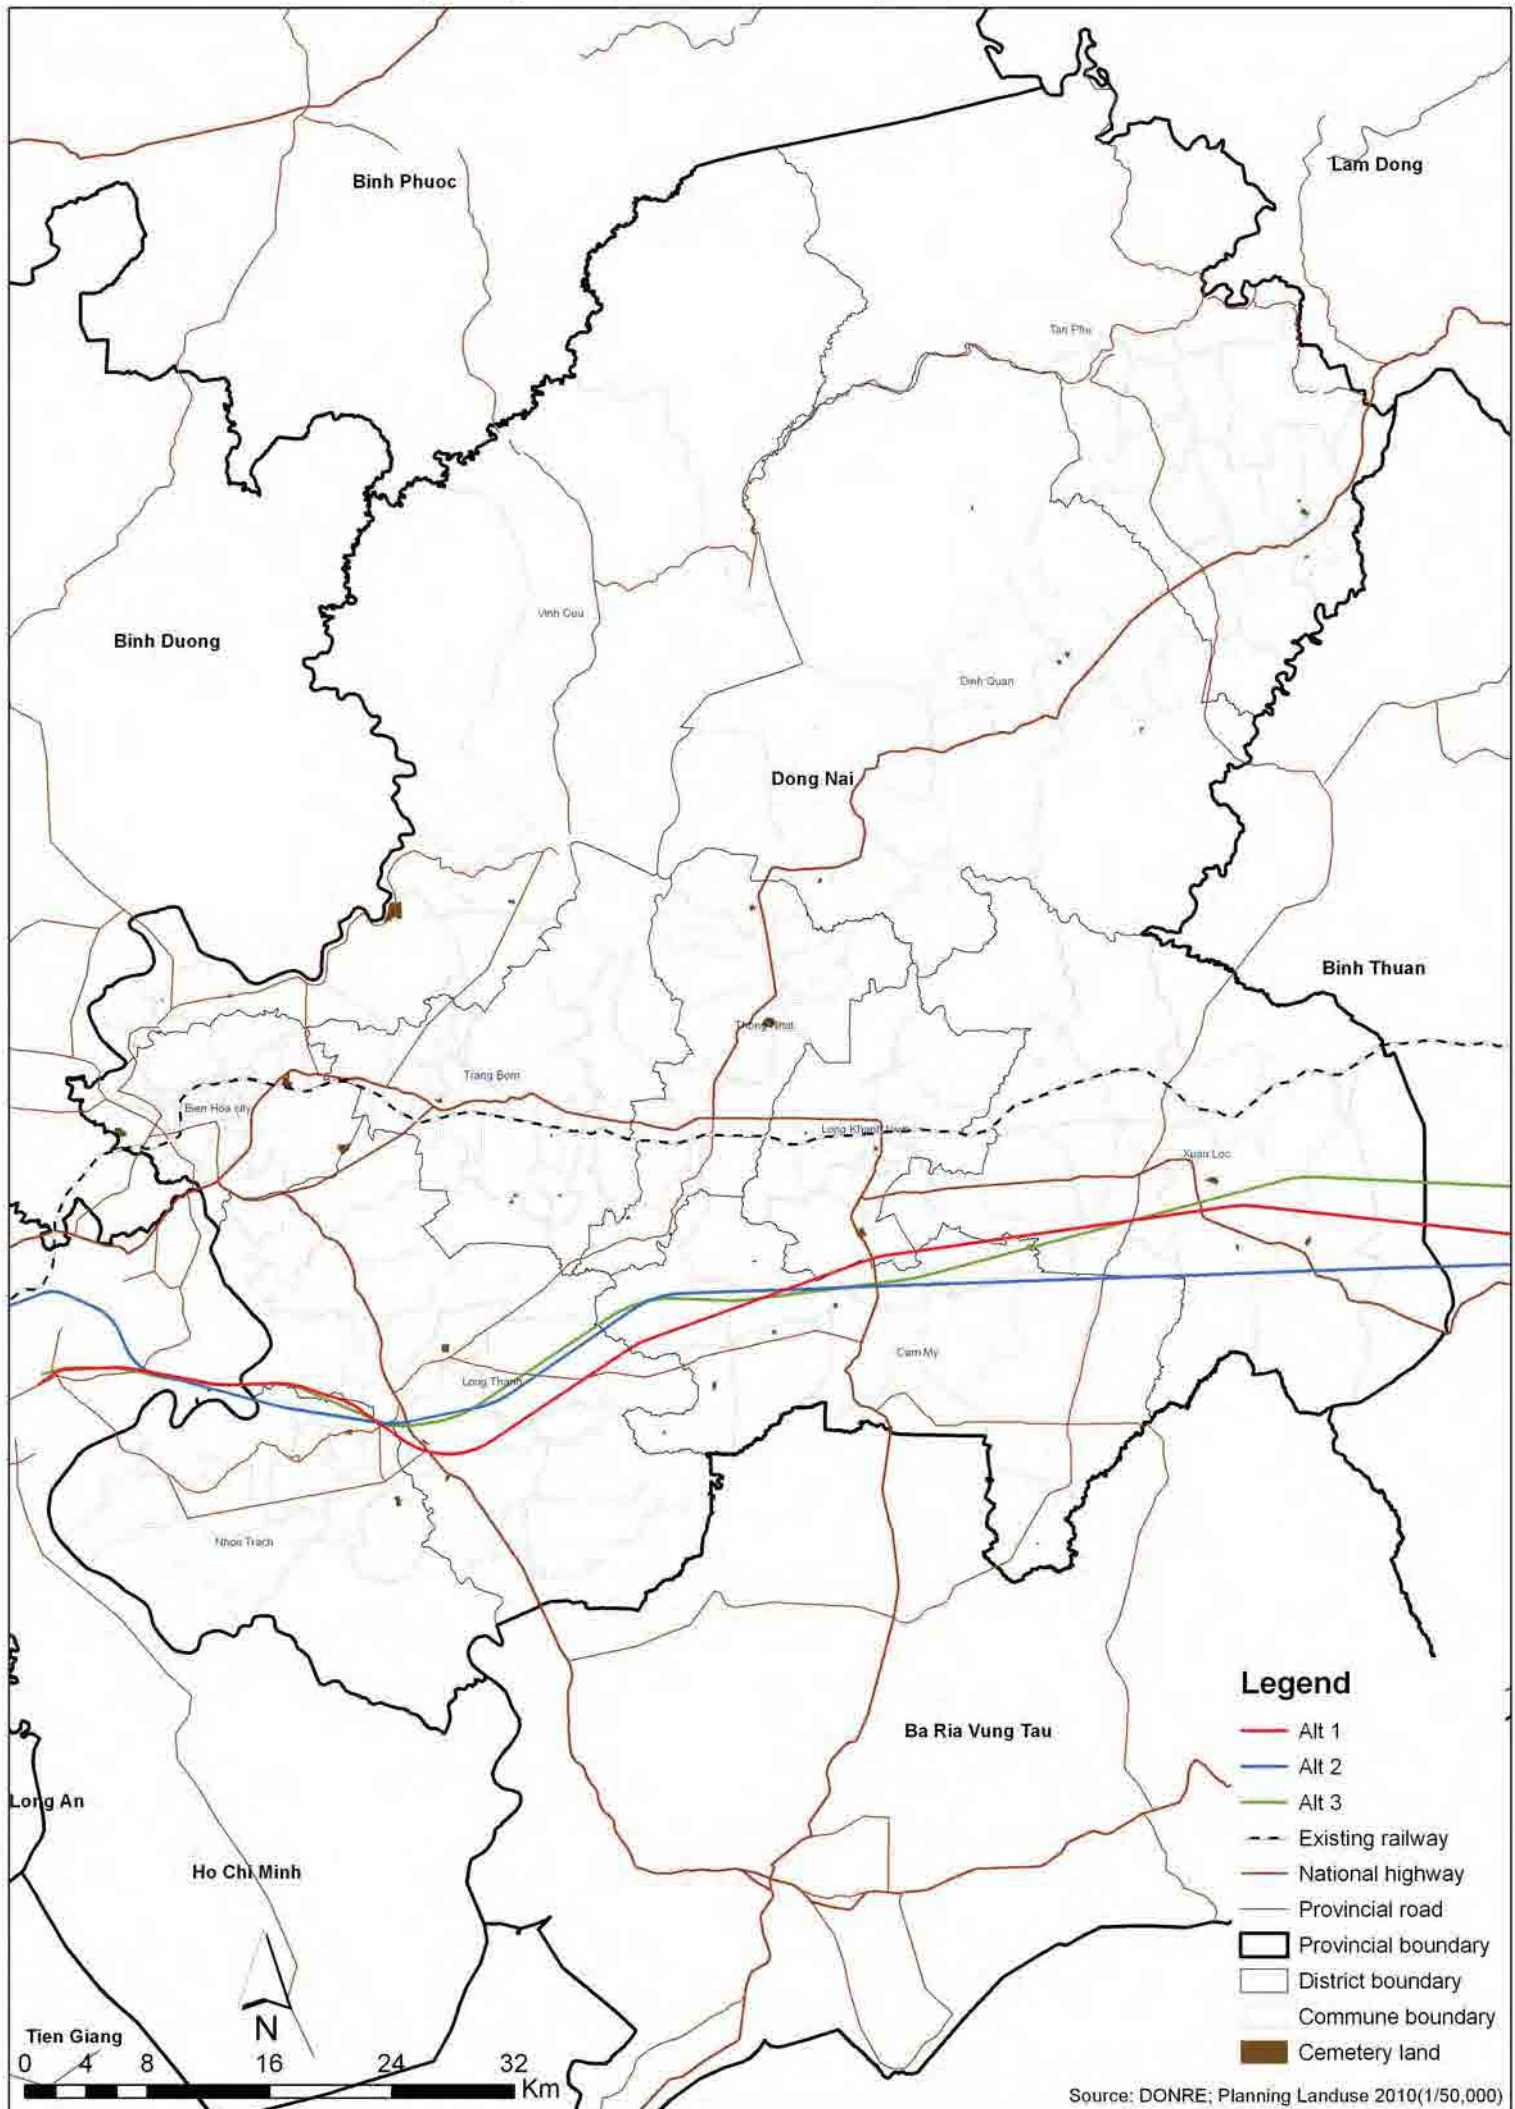 Binh Phuoc
Lam Dong
Tan Phu
Vinh Cuu
Binh Duong
Dinh Quan
Dong Nai
Binh Thuan
Thong Nhat
Trang Bom
Bien Hoa city
Long Khanh
Xuan Loc
Cam My
Long Thanh
Nhon Trach
Ba Ria Vung Tau
Long An
Ho Chi Minh
Tien Giang
N
0 4 8 16 24 32
Km
Legend
Alt 1
Alt 2
Alt 3
Existing railway
National highway
Provincial road
Provincial boundary
District boundary
Commune boundary
Cemetery land
Source: DONRE; Planning Landuse 2010(1/50,000)